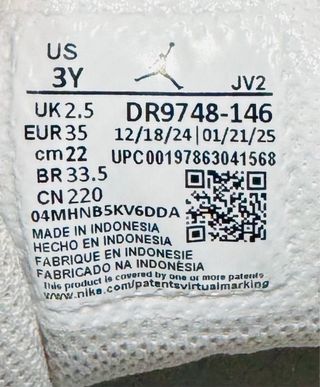 US
3Y
JV2
UK 2.5 DR9748-146
EUR 35 12/18/24 | 01/21/25
cm 22 UPC00197863041568
BR 33.5
CN 220
04MHNB5KV6DDA
MADE IN INDONESIA
HECHO EN INDONESIA
FABRIQUE EN INDONESIE
FABRICADO NA INDONÉSIA
This product is covered by one or more patents
www.nike.com/patentsvirtualmarking